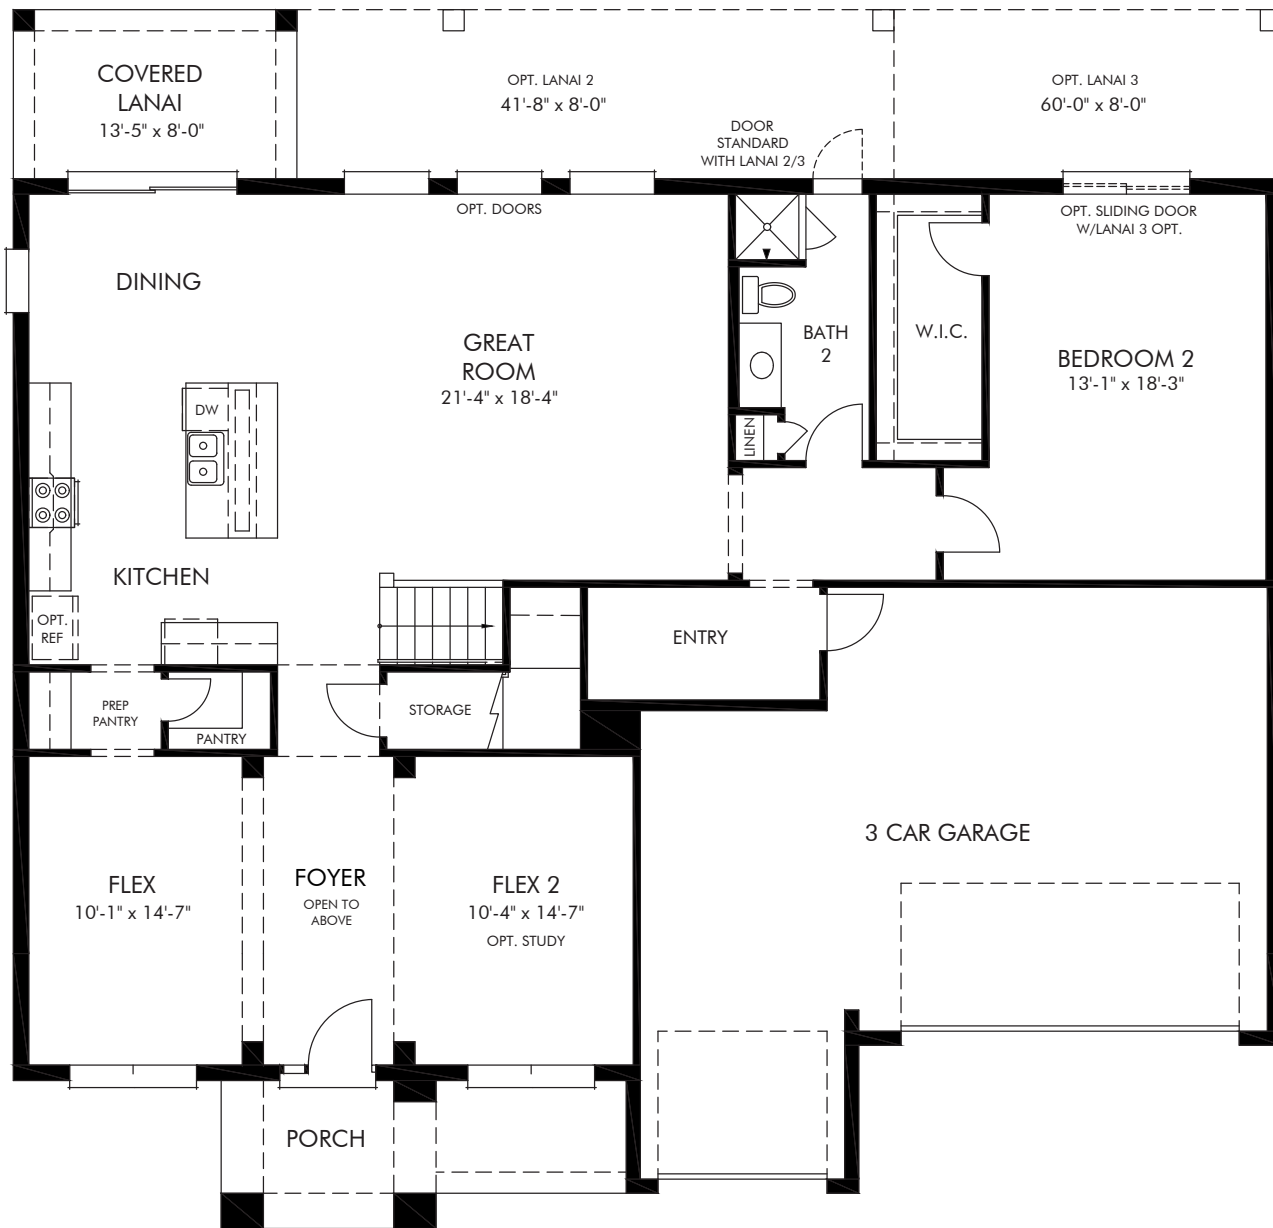 COVERED
LANAI
13'-5" x 8'-0"
OPT. LANAI 2
41'-8" x 8'-0"
OPT. LANAI 3
60'-0" x 8'-0"
DOOR
STANDARD
WITH LANAI 2/3
OPT. DOORS
OPT. SLIDING DOOR
W/LANAI 3 OPT.
DINING
GREAT
ROOM
21'-4" x 18'-4"
BATH
2
W.I.C.
BEDROOM 2
13'-1" x 18'-3"
DW
LINEN
KITCHEN
OPT.
REF
ENTRY
PREP
PANTRY
PANTRY
STORAGE
3 CAR GARAGE
FLEX
10'-1" x 14'-7"
FOYER
OPEN TO
ABOVE
FLEX 2
10'-4" x 14'-7"
OPT. STUDY
PORCH